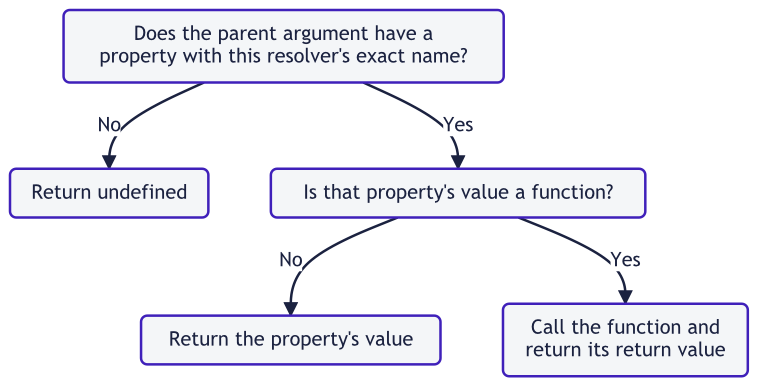 Does the parent argument have a
property with this resolver's exact name?
No
Yes
Return undefined
Is that property's value a function?
No
Yes
Return the property's value
Call the function and
return its return value